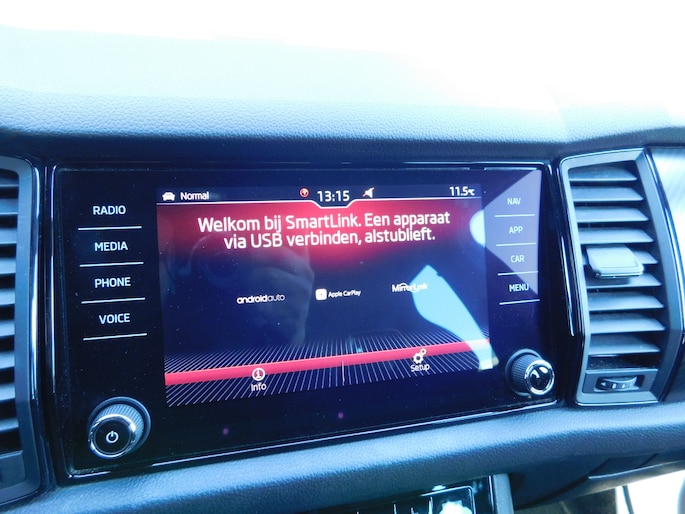 RADIO
MEDIA
PHONE
VOICE
Normal
13:15
11.5°C
Welkom bij SmartLink. Een apparaat
via USB verbinden, alstublieft.
androidauto
Apple CarPlay
MirrorLink
Info
Setup
NAV
APP
CAR
MENU